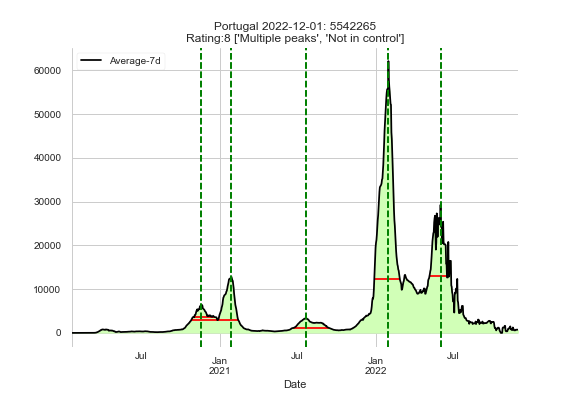 Portugal 2022-12-01: 5542265
Rating:8 ['Multiple peaks', 'Not in control']
Average-7d
60000
50000
40000
30000
20000
10000
0
Jul
Jan
2021
Jul
Jan
2022
Jul
Date